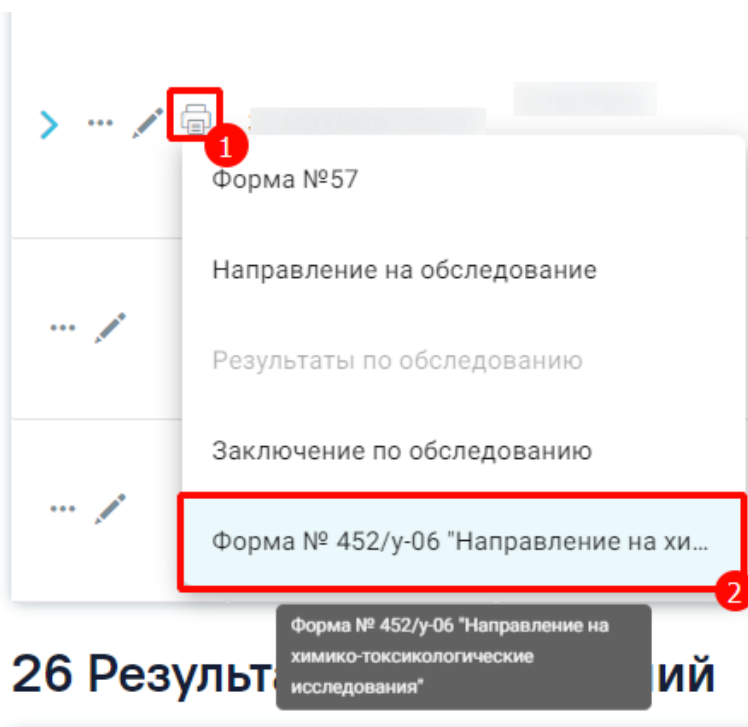 1
Форма №57
Направление на обследование
Результаты по обследованию
Заключение по обследованию
Форма № 452/у-06 "Направление на хи...
2
Форма № 452/у-06 "Направление на
химико-токсикологические
исследования"
26 Результ ий